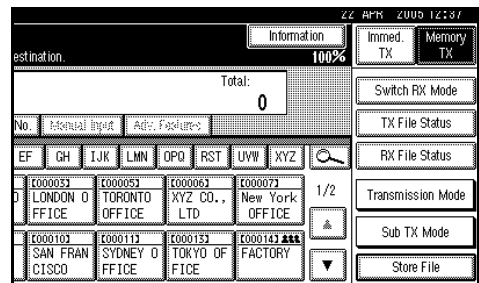 22 APR 2005 12:37
Information
Immed. TX
Memory TX
estination.
100%
Total:
0
Switch RX Mode
No.
Manual Input
Adv. Features
TX File Status
EF
GH
IJK
LMN
OPQ
RST
UVW
XYZ
RX File Status
[00003]
LONDON O
FFICE
[00005]
TORONTO
OFFICE
[00006]
XYZ CO.,
LTD
[00007]
New York
OFFICE
1/2
Transmission Mode
[00010]
SAN FRAN
CISCO
[00011]
SYDNEY O
FFICE
[00013]
TOKYO OF
FICE
[00014]
FACTORY
Sub TX Mode
Store File